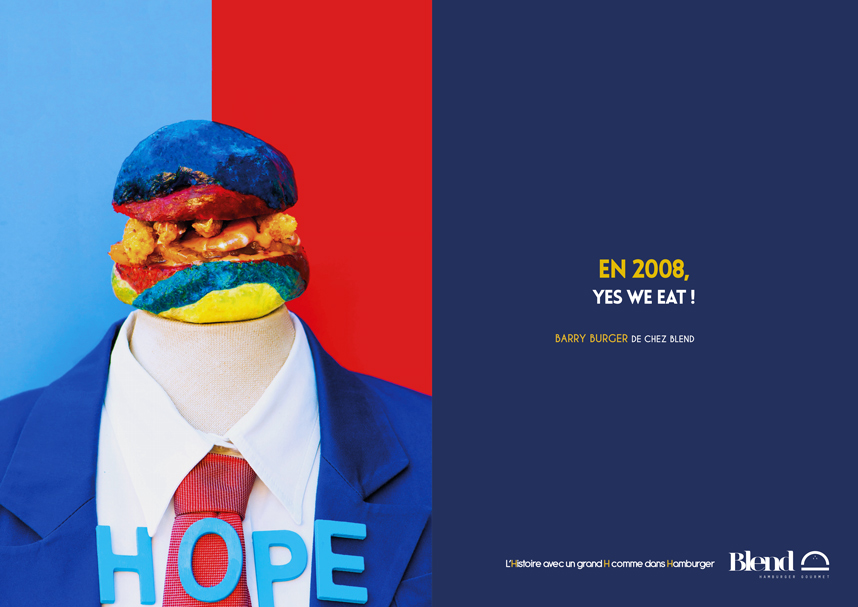 HOPE
EN 2008,
YES WE EAT !
BARRY BURGER DE CHEZ BLEND
L'Histoire avec un grand H comme dans Hamburger
Blend
HAMBURGER GOURMET